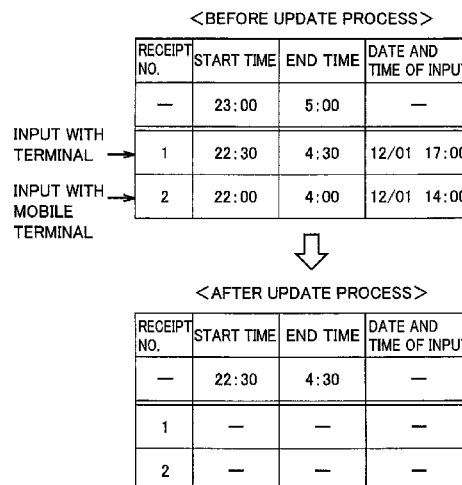 <BEFORE UPDATE PROCESS>
RECEIPT NO. START TIME END TIME DATE AND TIME OF INPU
— 23:00 5:00 —
INPUT WITH TERMINAL 1 22:30 4:30 12/01 17:00
INPUT WITH MOBILE TERMINAL 2 22:00 4:00 12/01 14:00
<AFTER UPDATE PROCESS>
RECEIPT NO. START TIME END TIME DATE AND TIME OF INPU
— 22:30 4:30 —
1 — — —
2 — — —